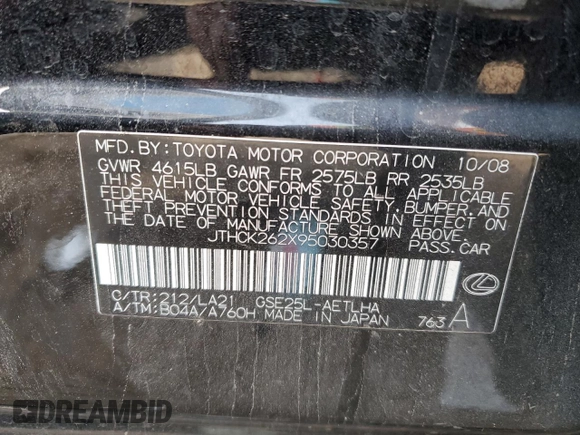 MFD. BY: TOYOTA MOTOR CORPORATION 10/08
GVWR 4615LB GAWR FR 2575LB RR 2535LB
THIS VEHICLE CONFORMS TO ALL APPLICABLE
FEDERAL MOTOR VEHICLE SAFETY, BUMPER, AND
THEFT PREVENTION STANDARDS IN EFFECT ON
THE DATE OF MANUFACTURE SHOWN ABOVE.
JTHCK262X95030357 PASS. CAR
C/TR: 212/LA21 GSE25L-AETLHA
A/TM: B04A/A760H MADE IN JAPAN 763 A
DREAMBID